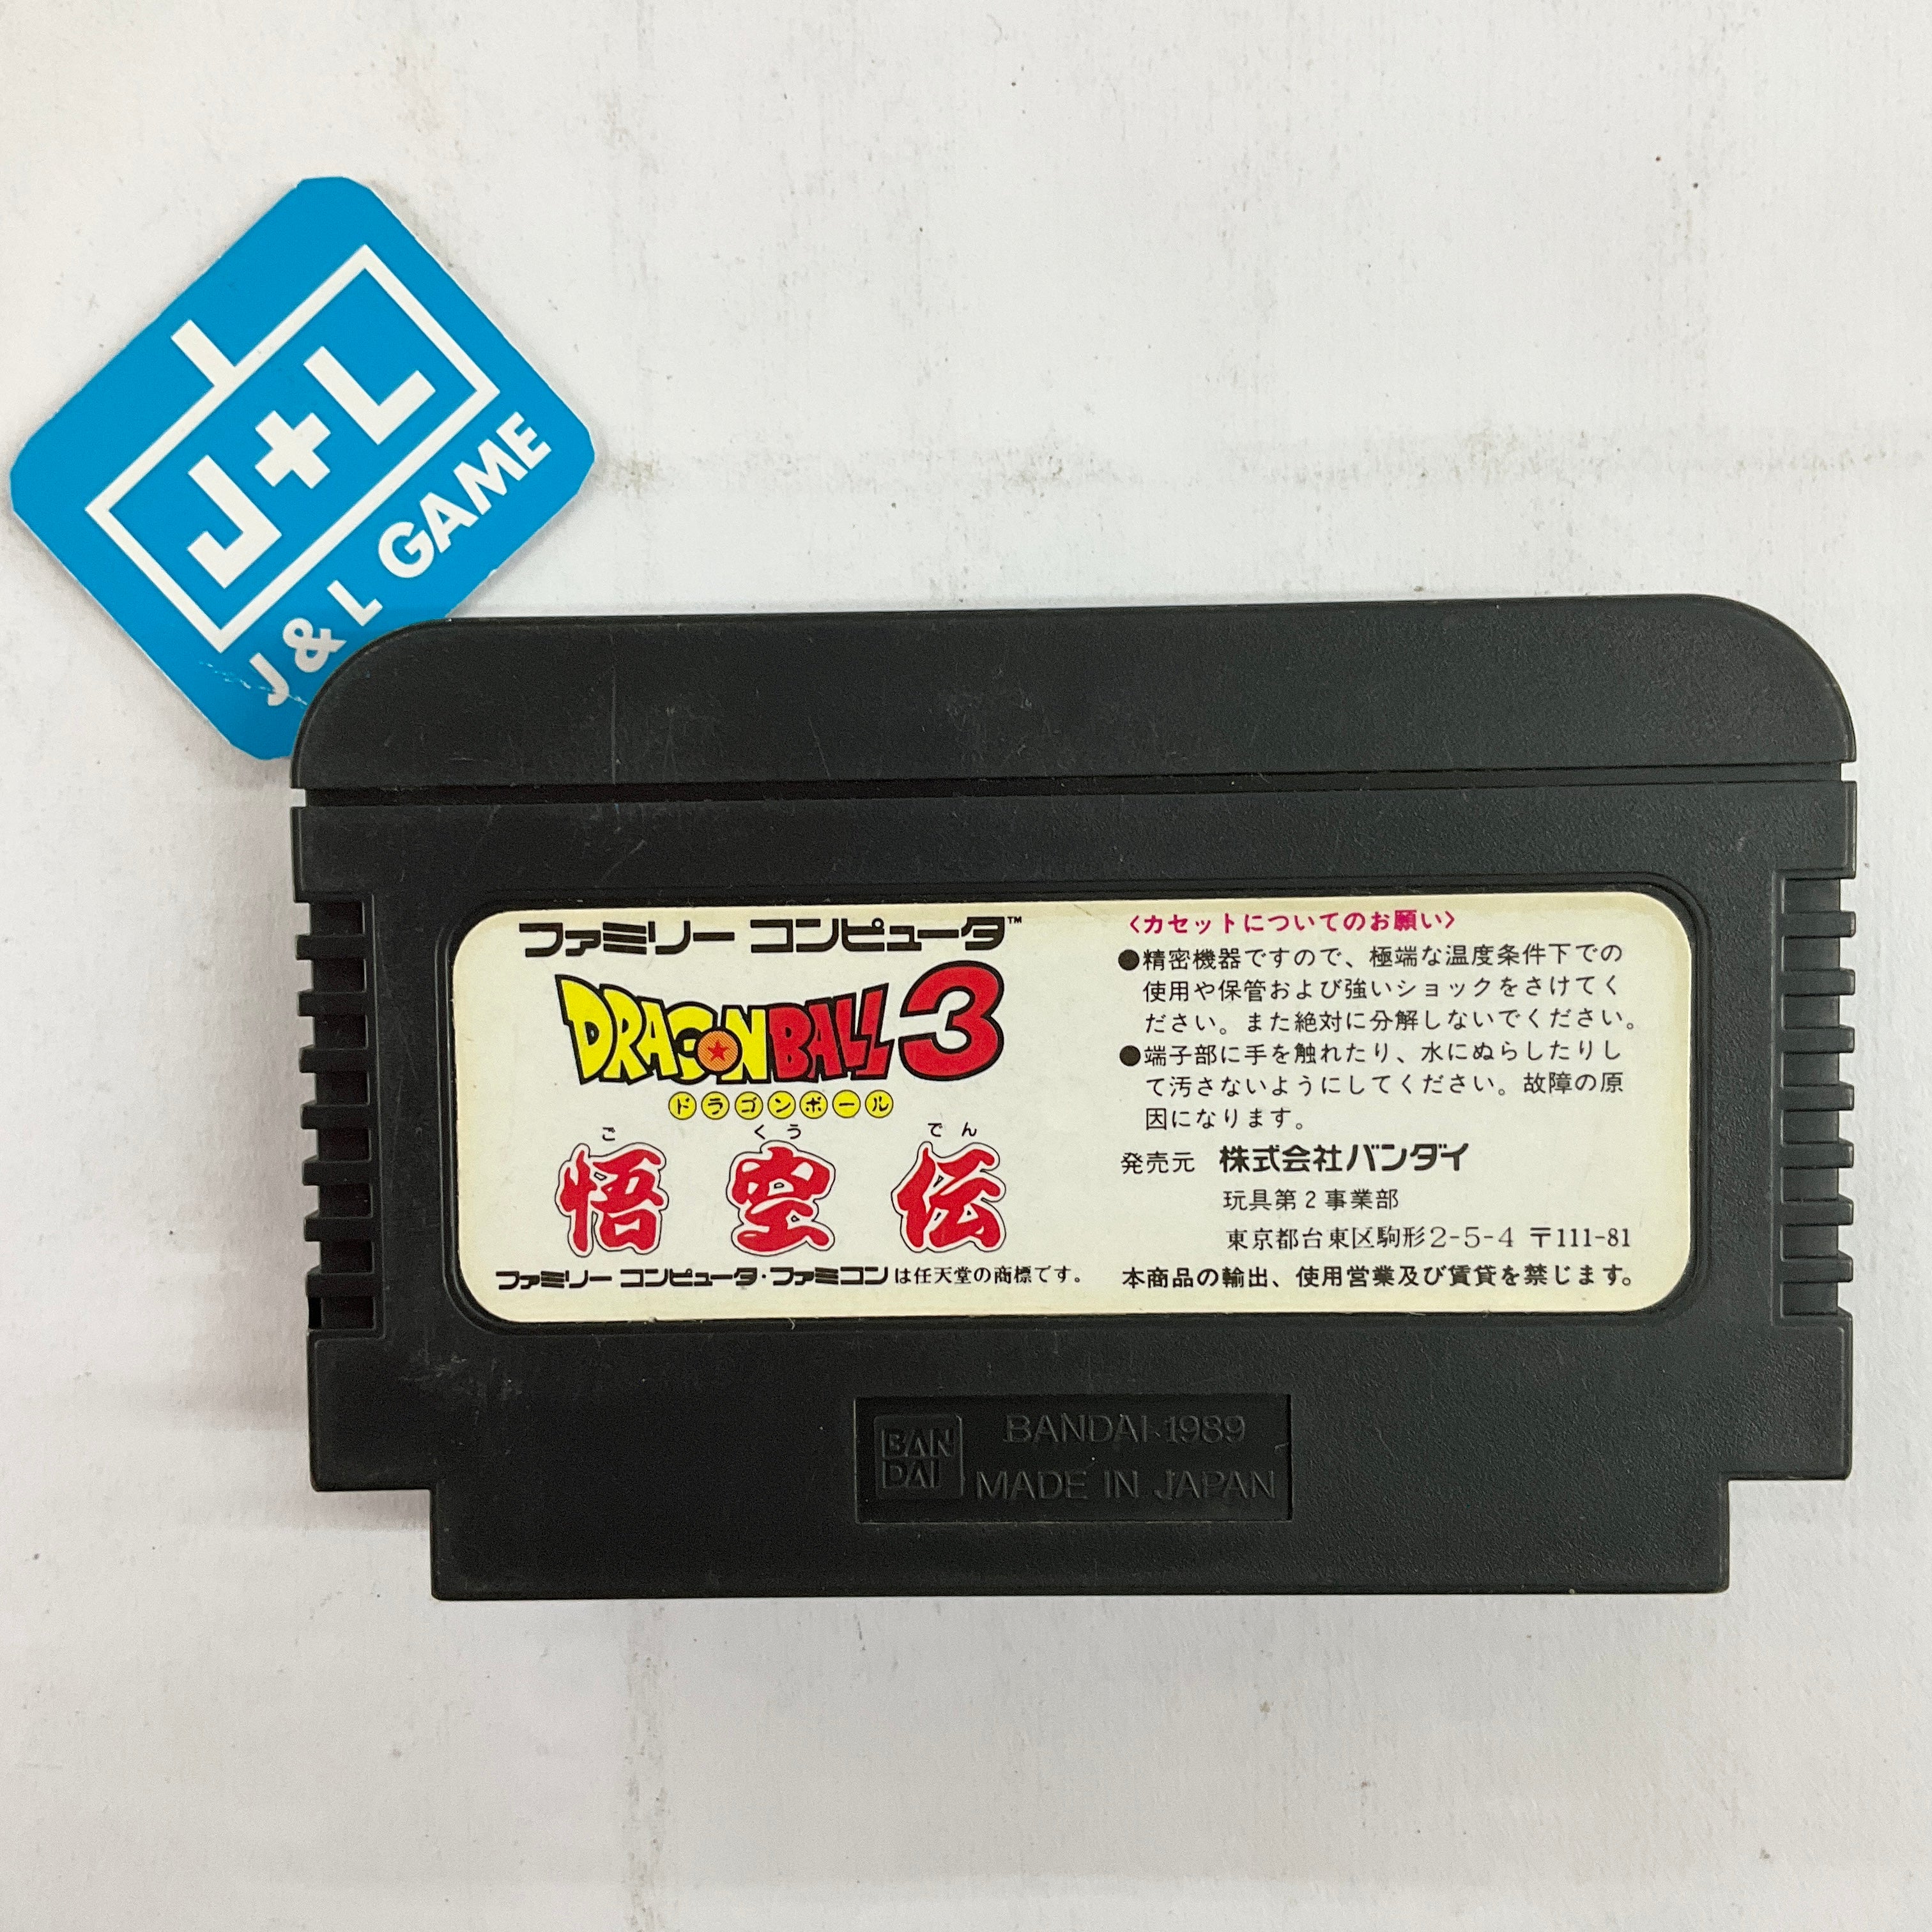 J+L
J & L GAME
ファミリー コンピュータ™
DRAGONBALL3
ドラゴンボール
ご くう でん
悟空伝
ファミリー コンピュータ・ファミコンは任天堂の商標です。
〈カセットについてのお願い〉
●精密機器ですので、極端な温度条件下での
使用や保管および強いショックをさけてく
ださい。また絶対に分解しないでください。
●端子部に手を触れたり、水にぬらしたりし
て汚さないようにしてください。故障の原
因になります。
発売元 株式会社バンダイ
玩具第2事業部
東京都台東区駒形2-5-4 〒111-81
本商品の輸出、使用営業及び賃貸を禁じます。
BAN
DAI
BANDAI・1989
MADE IN JAPAN